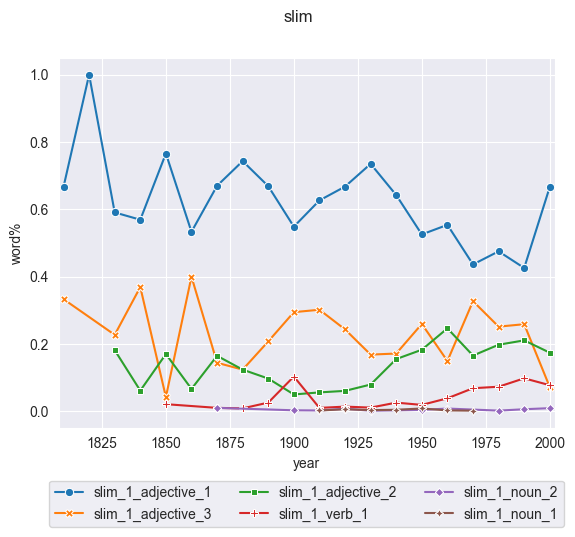 slim
1.0
0.8
0.6
0.4
0.2
0.0
word%
1825 1850 1875 1900 1925 1950 1975 2000
year
slim_1_adjective_1 slim_1_adjective_2 slim_1_noun_2
slim_1_adjective_3 slim_1_verb_1 slim_1_noun_1